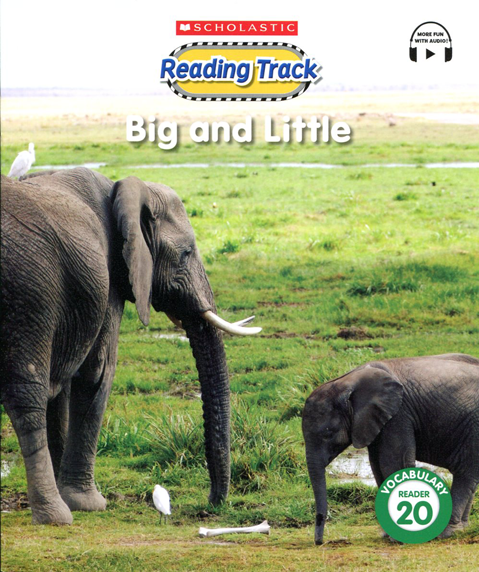 SCHOLASTIC
MORE FUN
WITH AUDIO!
Reading Track
Big and Little
VOCABULARY
READER
20